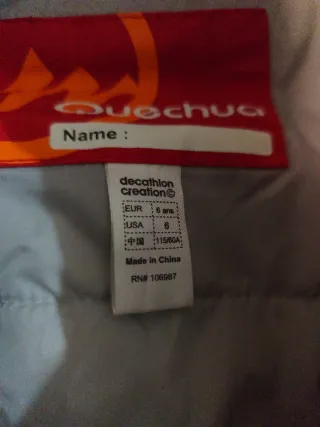 Quechua
Name :
decathlon
creation©
EUR 6 ans
USA 6
中国 115/60A
Made in China
RN# 106987